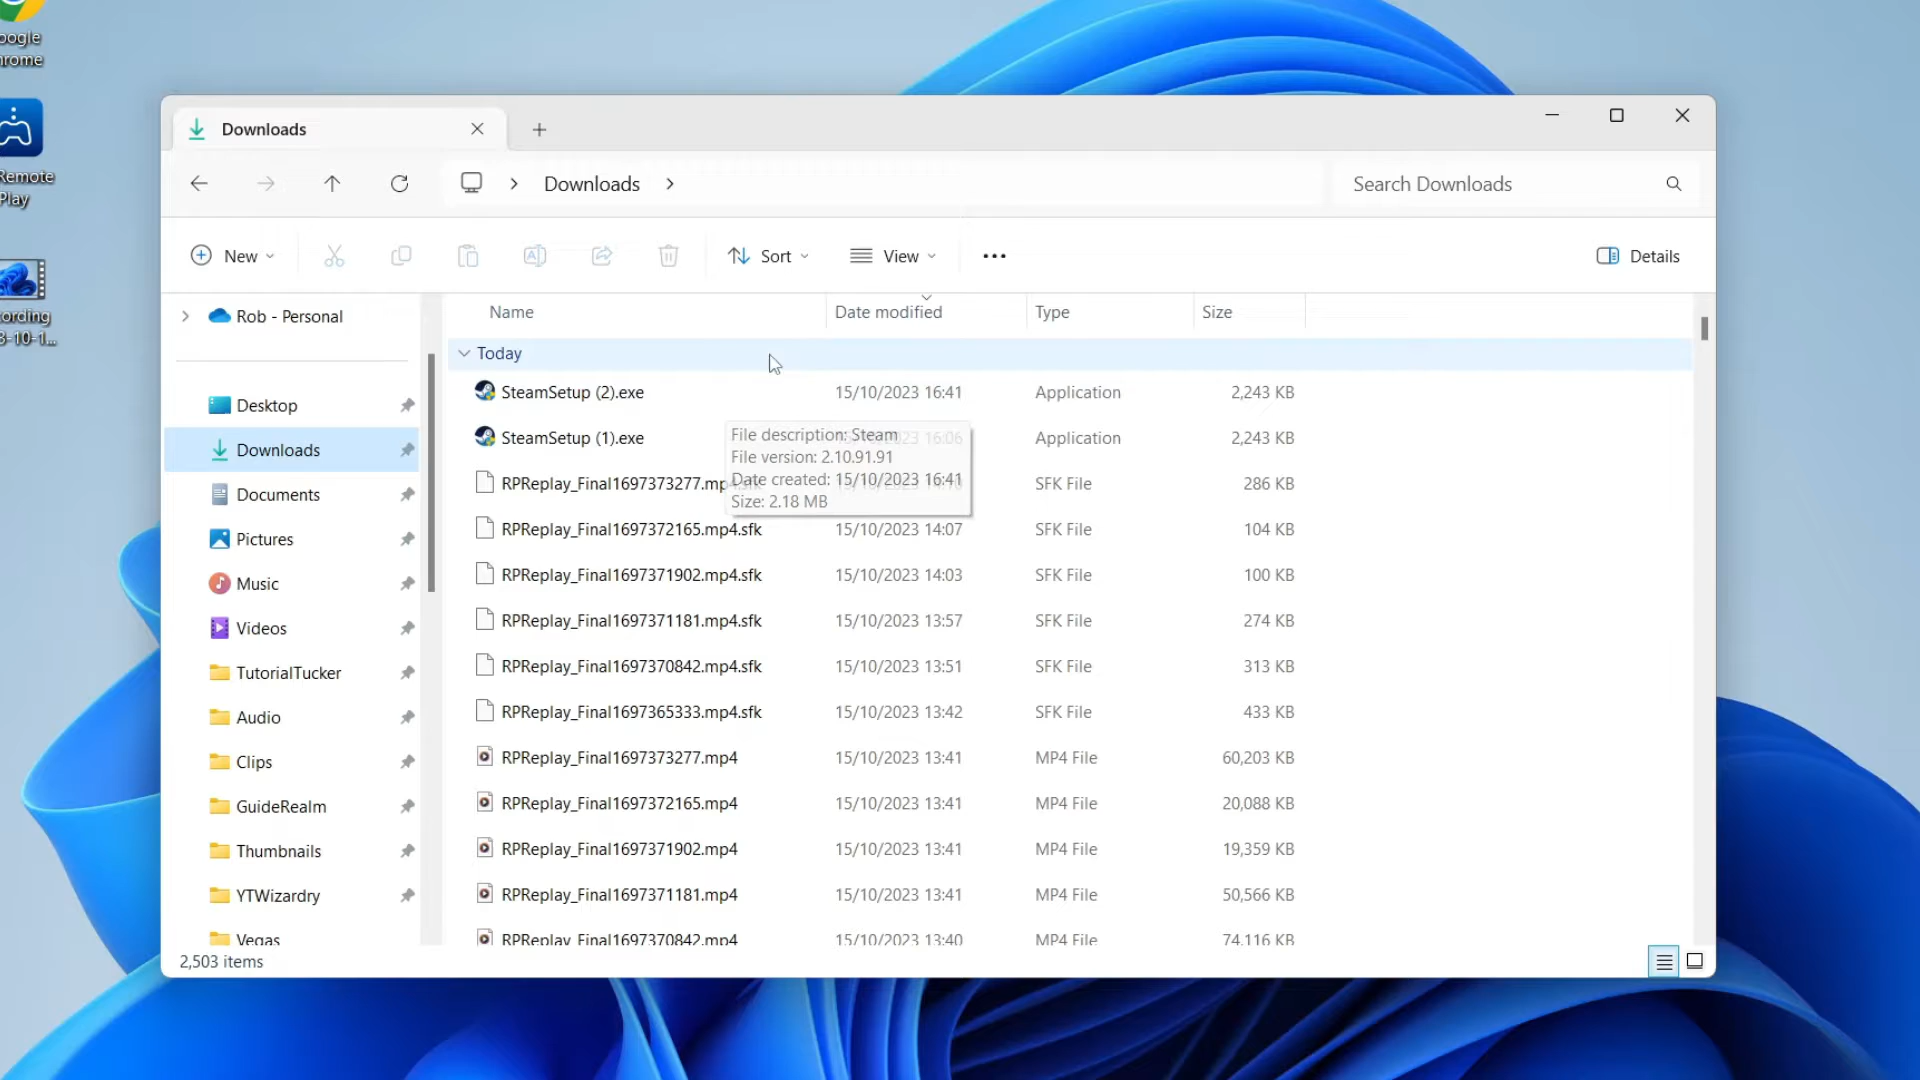 oogle
hrome
Remote
Play
ording
3-10-1...
Downloads
Downloads
Search Downloads
New
Sort
View
Details
Rob - Personal
Desktop
Downloads
Documents
Pictures
Music
Videos
TutorialTucker
Audio
Clips
GuideRealm
Thumbnails
YTWizardry
Vegas
Name Date modified Type Size
Today
SteamSetup (2).exe 15/10/2023 16:41 Application 2,243 KB
SteamSetup (1).exe 16:06 Application 2,243 KB
File description: Steam
File version: 2.10.91.91
Date created: 15/10/2023 16:41
Size: 2.18 MB
RPReplay_Final1697373277.mp SFK File 286 KB
RPReplay_Final1697372165.mp4.sfk 15/10/2023 14:07 SFK File 104 KB
RPReplay_Final1697371902.mp4.sfk 15/10/2023 14:03 SFK File 100 KB
RPReplay_Final1697371181.mp4.sfk 15/10/2023 13:57 SFK File 274 KB
RPReplay_Final1697370842.mp4.sfk 15/10/2023 13:51 SFK File 313 KB
RPReplay_Final1697365333.mp4.sfk 15/10/2023 13:42 SFK File 433 KB
RPReplay_Final1697373277.mp4 15/10/2023 13:41 MP4 File 60,203 KB
RPReplay_Final1697372165.mp4 15/10/2023 13:41 MP4 File 20,088 KB
RPReplay_Final1697371902.mp4 15/10/2023 13:41 MP4 File 19,359 KB
RPReplay_Final1697371181.mp4 15/10/2023 13:41 MP4 File 50,566 KB
RPReplay_Final1697370842.mp4 15/10/2023 13:40 MP4 File 74,116 KB
2,503 items